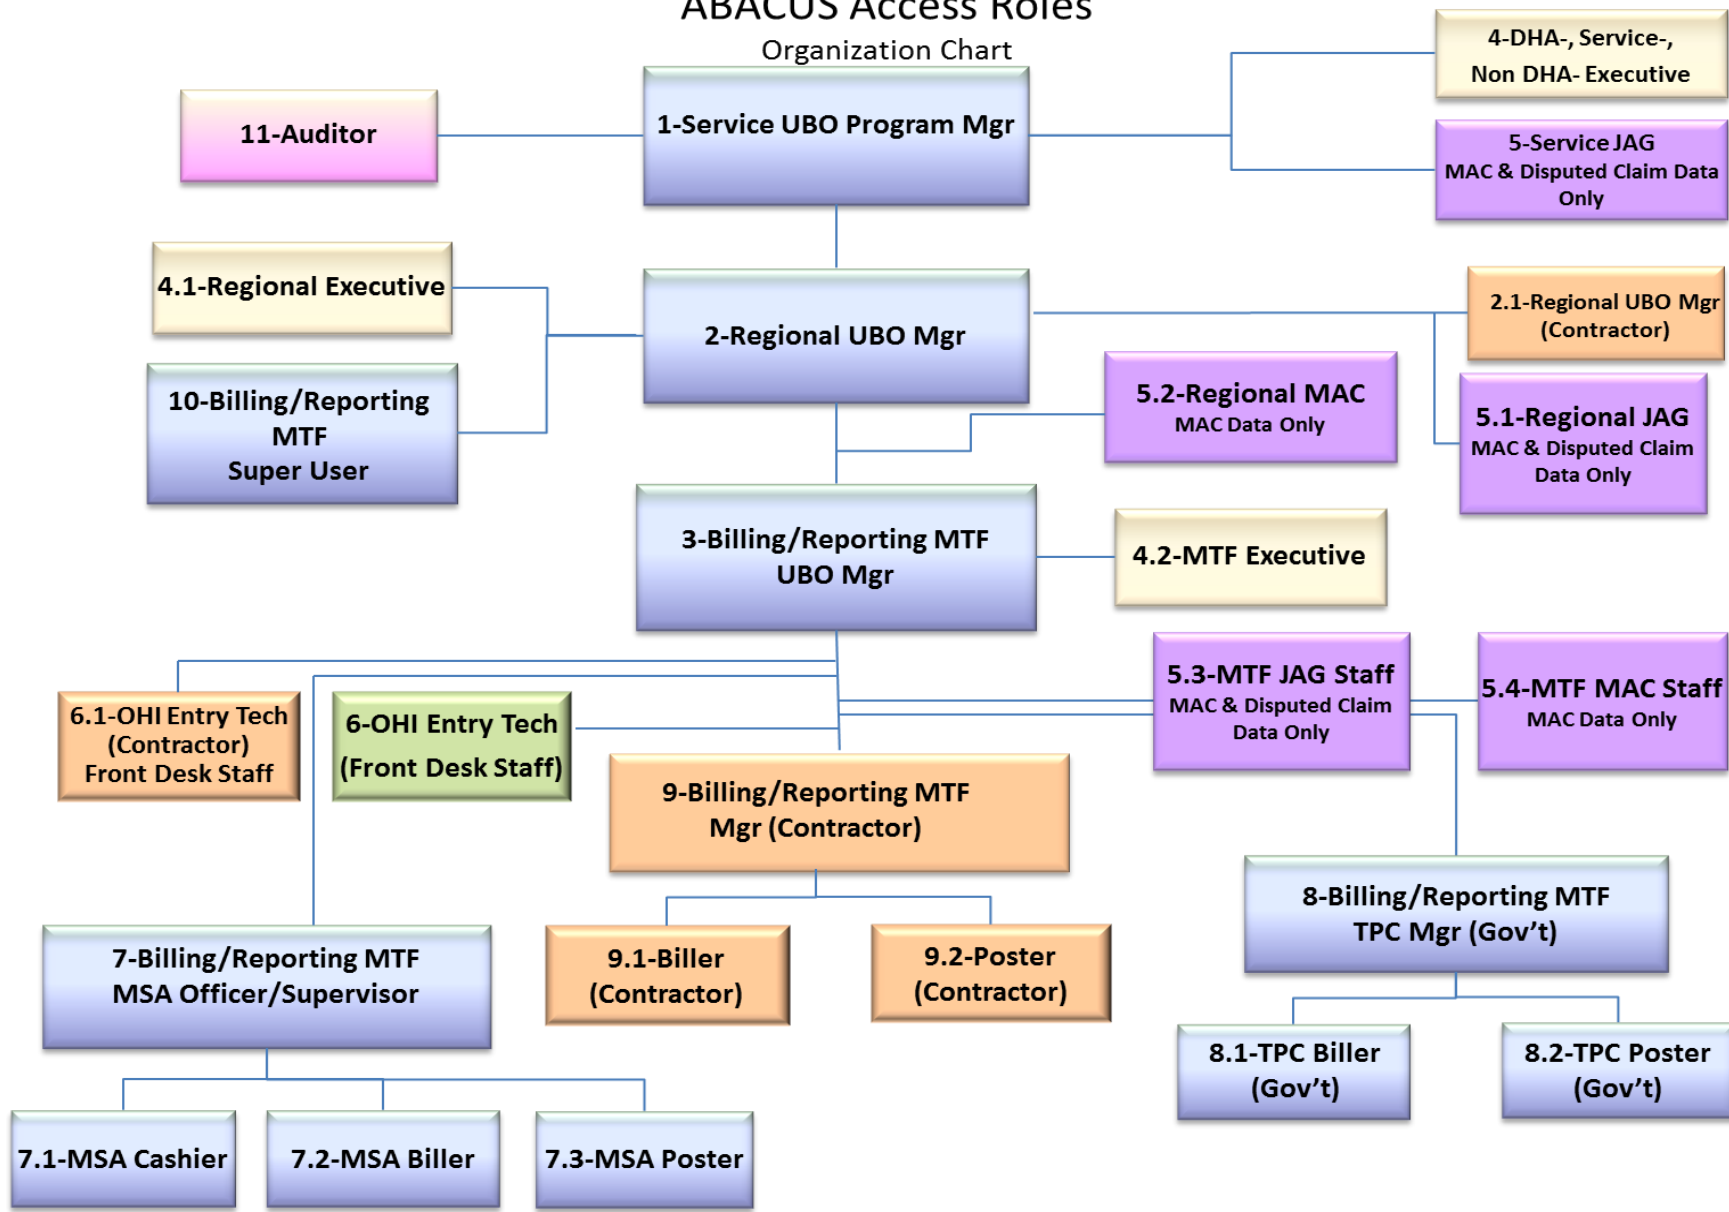 ABACUS Access Roles
Organization Chart
4-DHA-, Service-,
Non DHA- Executive
11-Auditor
1-Service UBO Program Mgr
5-Service JAG
MAC & Disputed Claim Data
Only
4.1-Regional Executive
2-Regional UBO Mgr
2.1-Regional UBO Mgr
(Contractor)
10-Billing/Reporting
MTF
Super User
5.2-Regional MAC
MAC Data Only
5.1-Regional JAG
MAC & Disputed Claim
Data Only
3-Billing/Reporting MTF
UBO Mgr
4.2-MTF Executive
6.1-OHI Entry Tech
(Contractor)
Front Desk Staff
6-OHI Entry Tech
(Front Desk Staff)
5.3-MTF JAG Staff
MAC & Disputed Claim
Data Only
5.4-MTF MAC Staff
MAC Data Only
9-Billing/Reporting MTF
Mgr (Contractor)
8-Billing/Reporting MTF
TPC Mgr (Gov’t)
7-Billing/Reporting MTF
MSA Officer/Supervisor
9.1-Biller
(Contractor)
9.2-Poster
(Contractor)
8.1-TPC Biller
(Gov’t)
8.2-TPC Poster
(Gov’t)
7.1-MSA Cashier
7.2-MSA Biller
7.3-MSA Poster